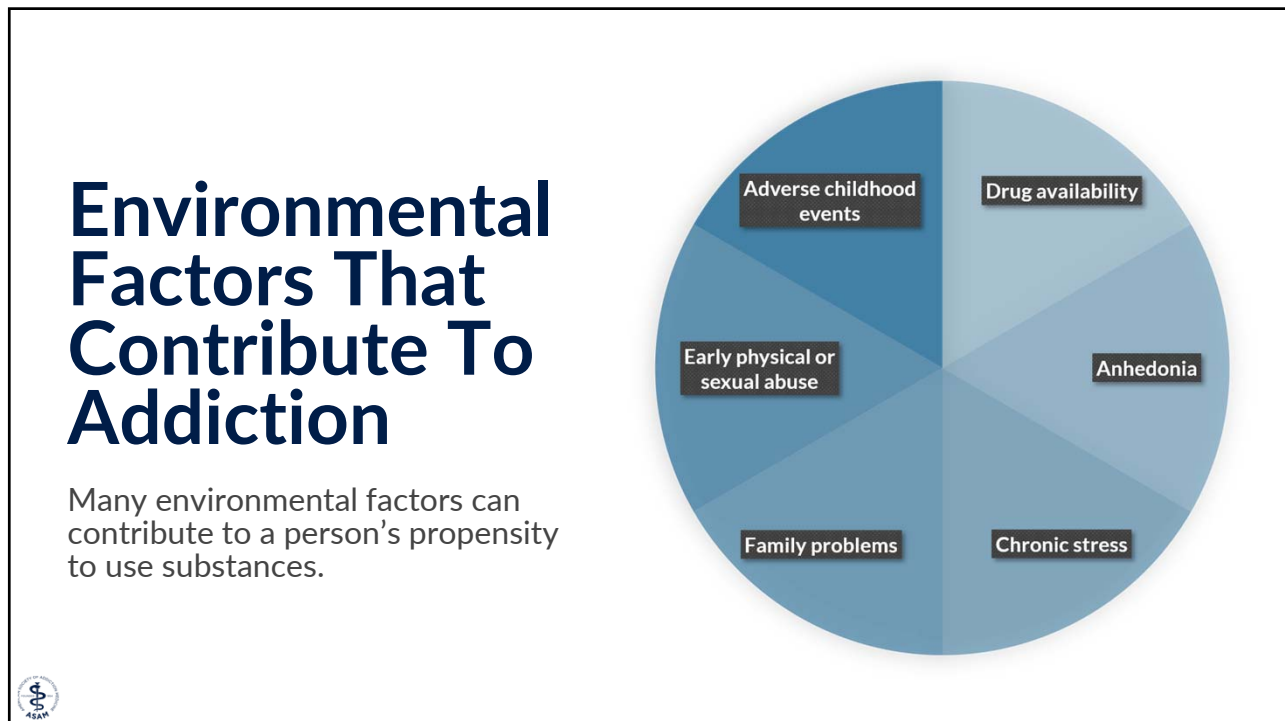 Environmental
Factors That
Contribute To
Addiction
Many environmental factors can
contribute to a person’s propensity
to use substances.
Adverse childhood
events
Drug availability
Early physical or
sexual abuse
Anhedonia
Family problems
Chronic stress
ASAM